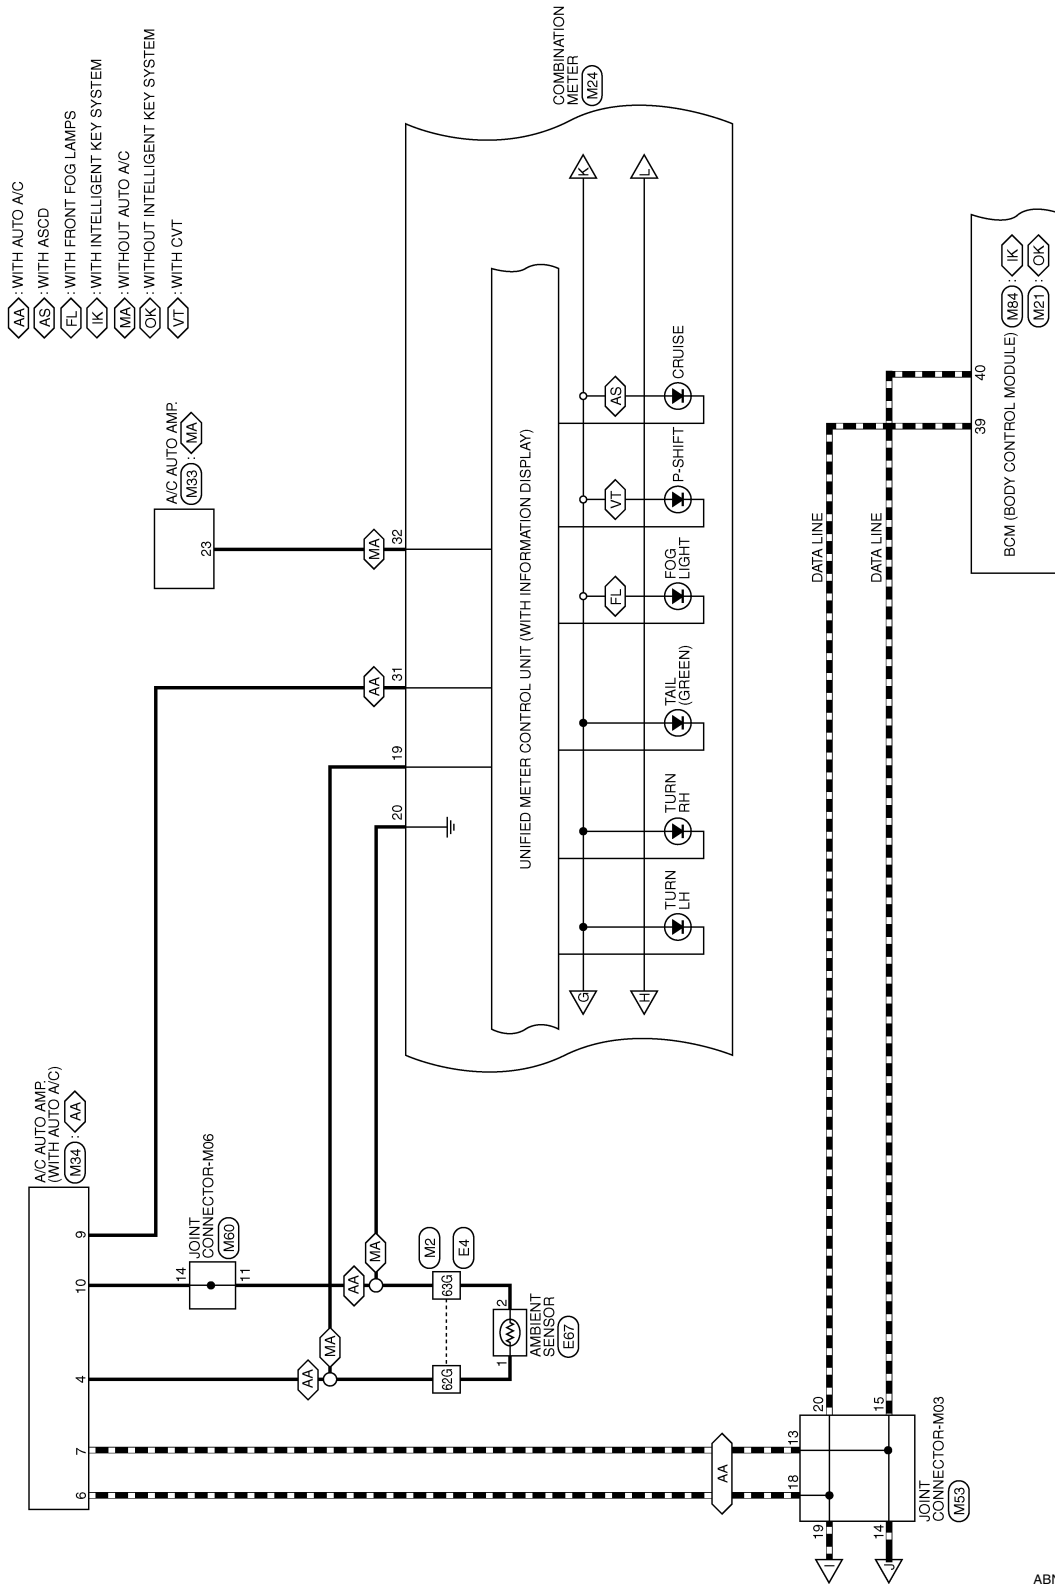 AA : WITH AUTO A/C
AS : WITH ASCD
FL : WITH FRONT FOG LAMPS
IK : WITH INTELLIGENT KEY SYSTEM
MA : WITHOUT AUTO A/C
OK : WITHOUT INTELLIGENT KEY SYSTEM
VT : WITH CVT
A/C AUTO AMP.
(WITH AUTO A/C)
M34 : AA
6
7
4
10
9
A/C AUTO AMP.
M33 : MA
23
JOINT
CONNECTOR-M06
M60
14
11
AA
MA
AA
MA
AA
MA
20
19
31
32
62G
63G
M2
E4
1
2
AMBIENT
SENSOR
E67
COMBINATION
METER
M24
UNIFIED METER CONTROL UNIT (WITH INFORMATION DISPLAY)
G
K
H
L
TURN
LH
TURN
RH
TAIL
(GREEN)
FL
FOG
LIGHT
VT
P-SHIFT
AS
CRUISE
AA
18
13
19
20
14
15
I
J
JOINT
CONNECTOR-M03
M53
DATA LINE
DATA LINE
39
40
BCM (BODY CONTROL MODULE)
M84 : IK
M21 : OK